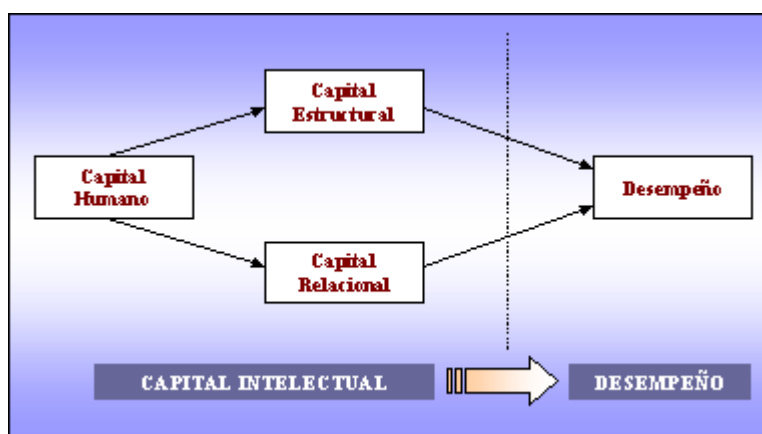 Capital
Estructural
Capital
Humano
Desempeño
Capital
Relacional
CAPITAL INTELECTUAL
DESEMPEÑO